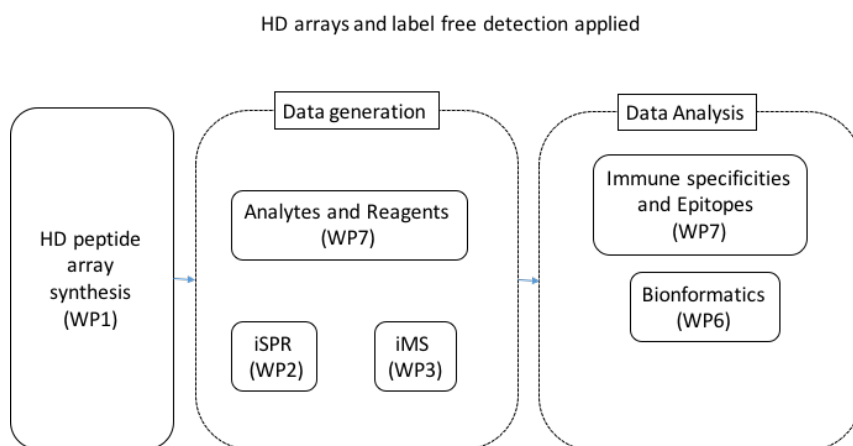 HD arrays and label free detection applied
HD peptide
array
synthesis
(WP1)
Data generation
Analytes and Reagents
(WP7)
iSPR
(WP2)
iMS
(WP3)
Data Analysis
Immune specificities
and Epitopes
(WP7)
Bionformatics
(WP6)